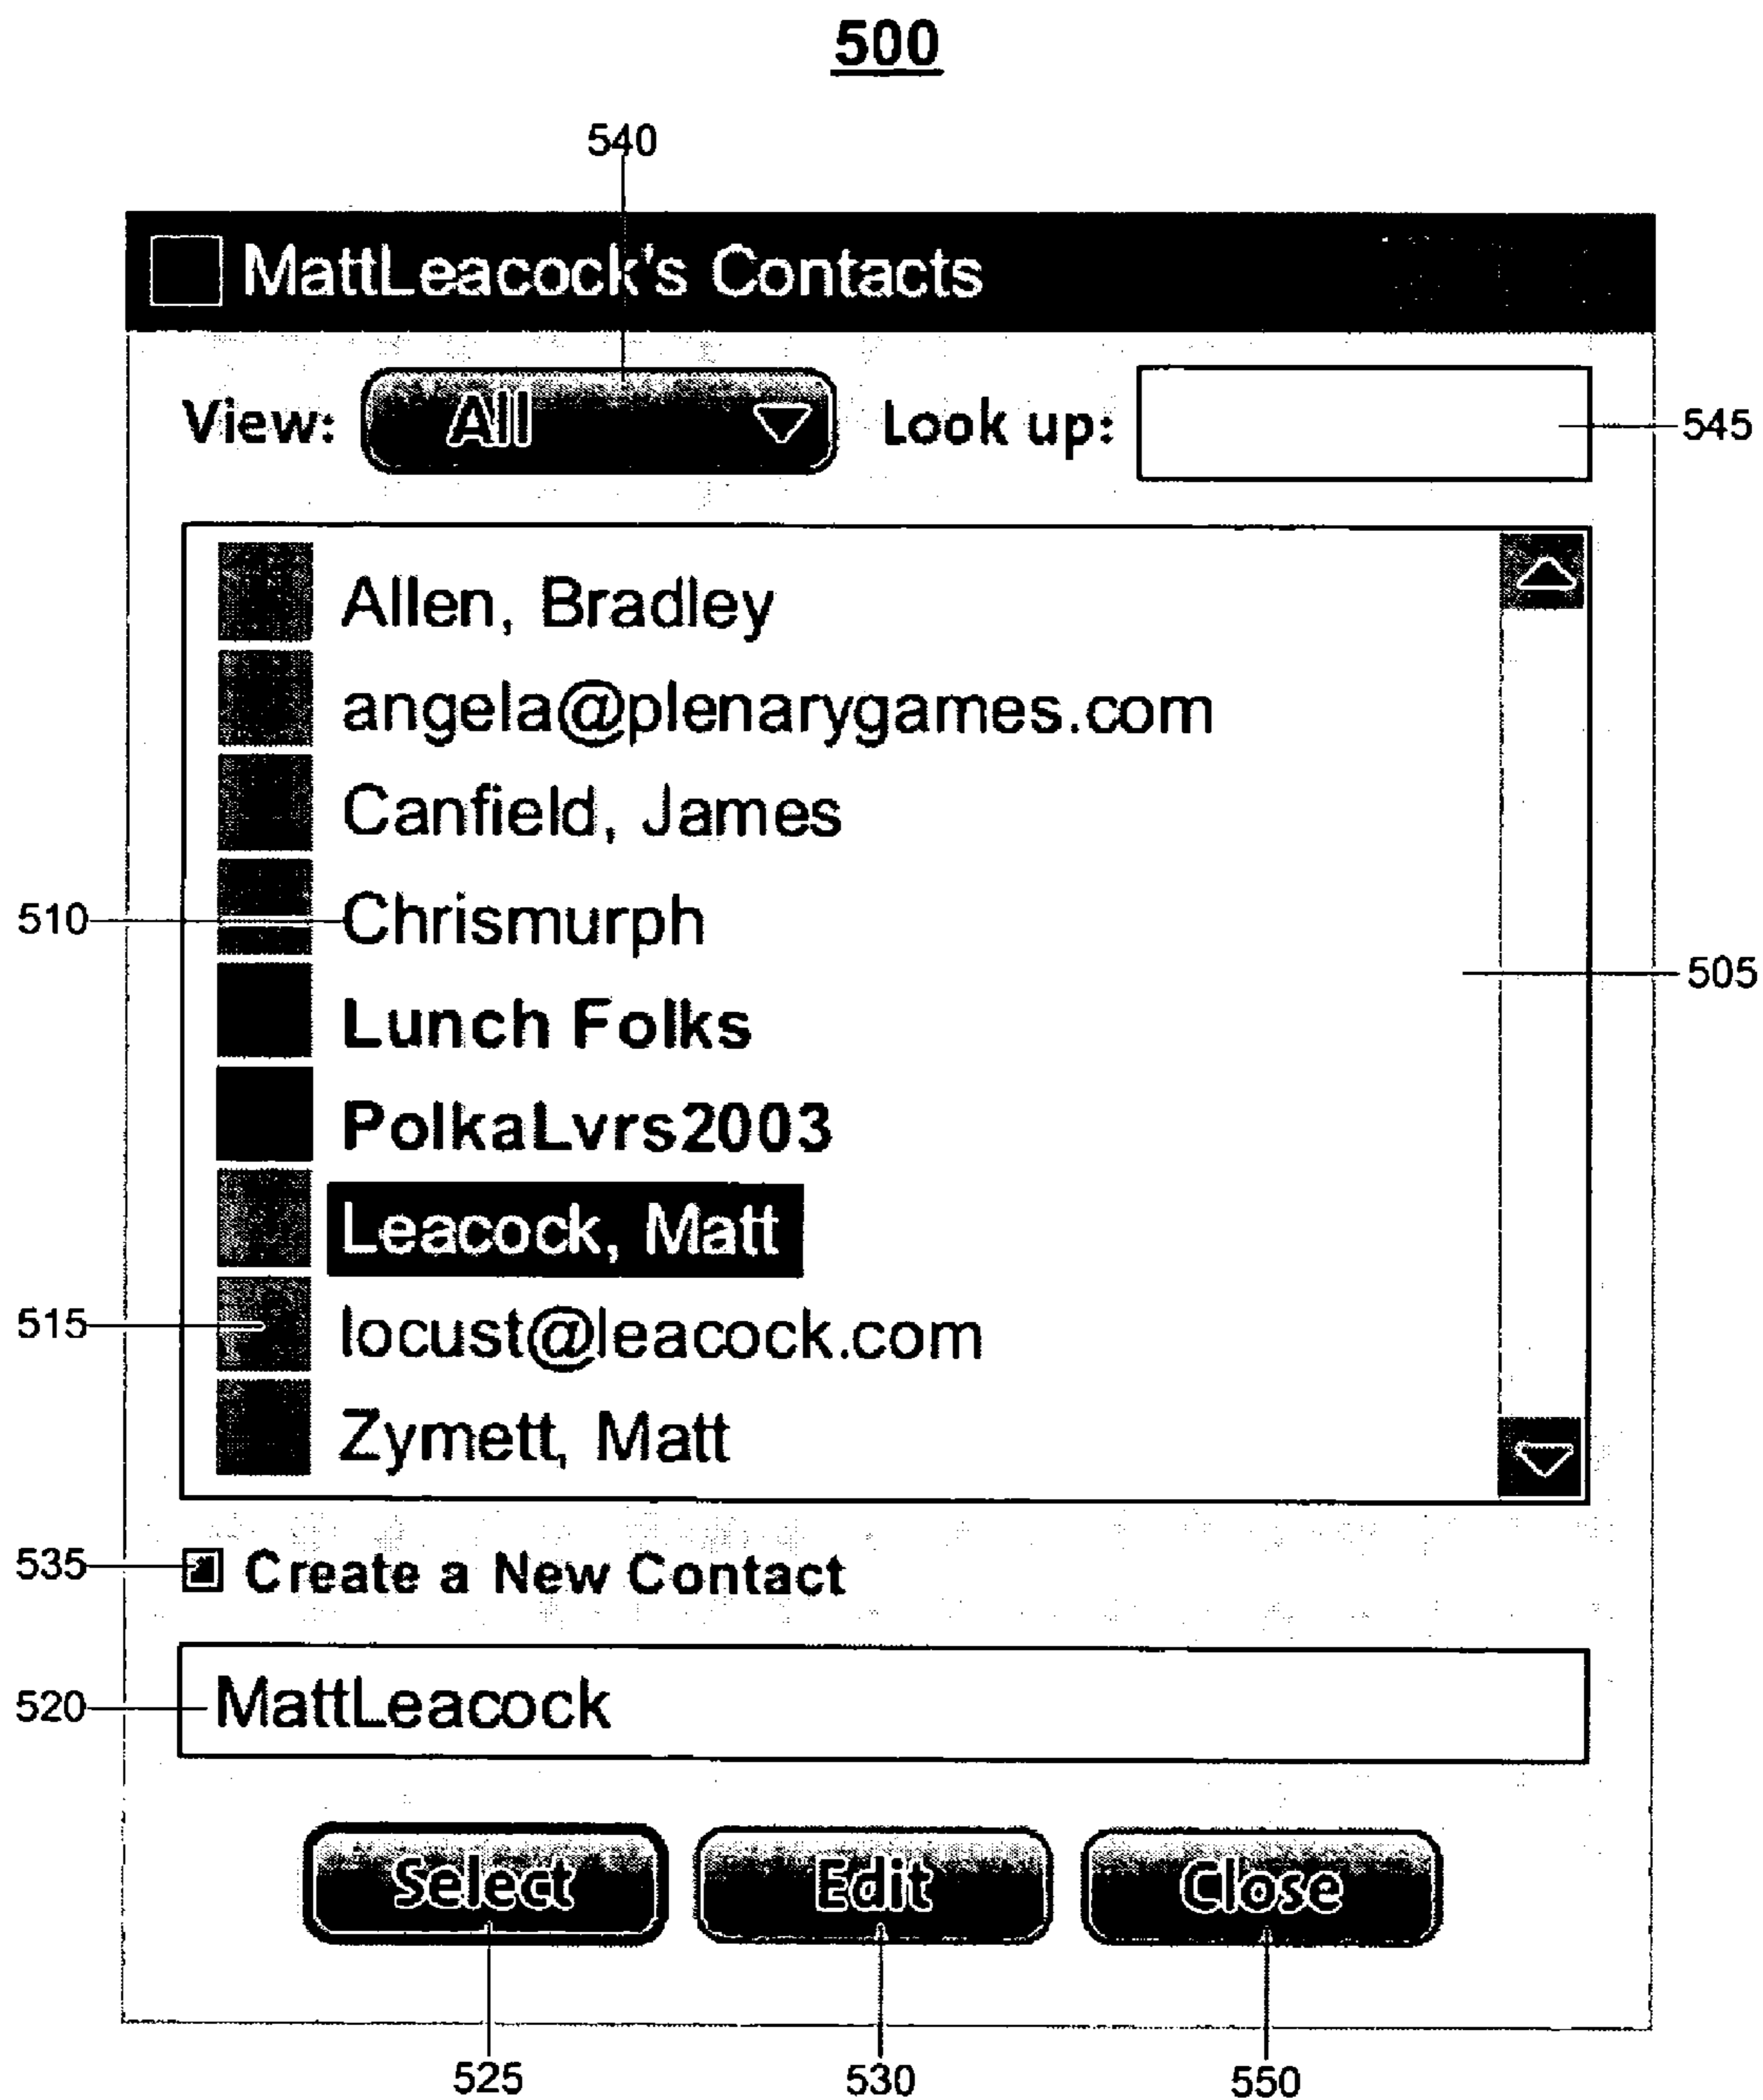 500
540
MattLeacock's Contacts
View: All Look up: 545
Allen, Bradley
angela@plenarygames.com
Canfield, James
510 Chrismurph
505
Lunch Folks
PolkaLvrs2003
Leacock, Matt
515 locust@leacock.com
Zymett, Matt
535 Create a New Contact
520 MattLeacock
Select Edit Close
525 530 550